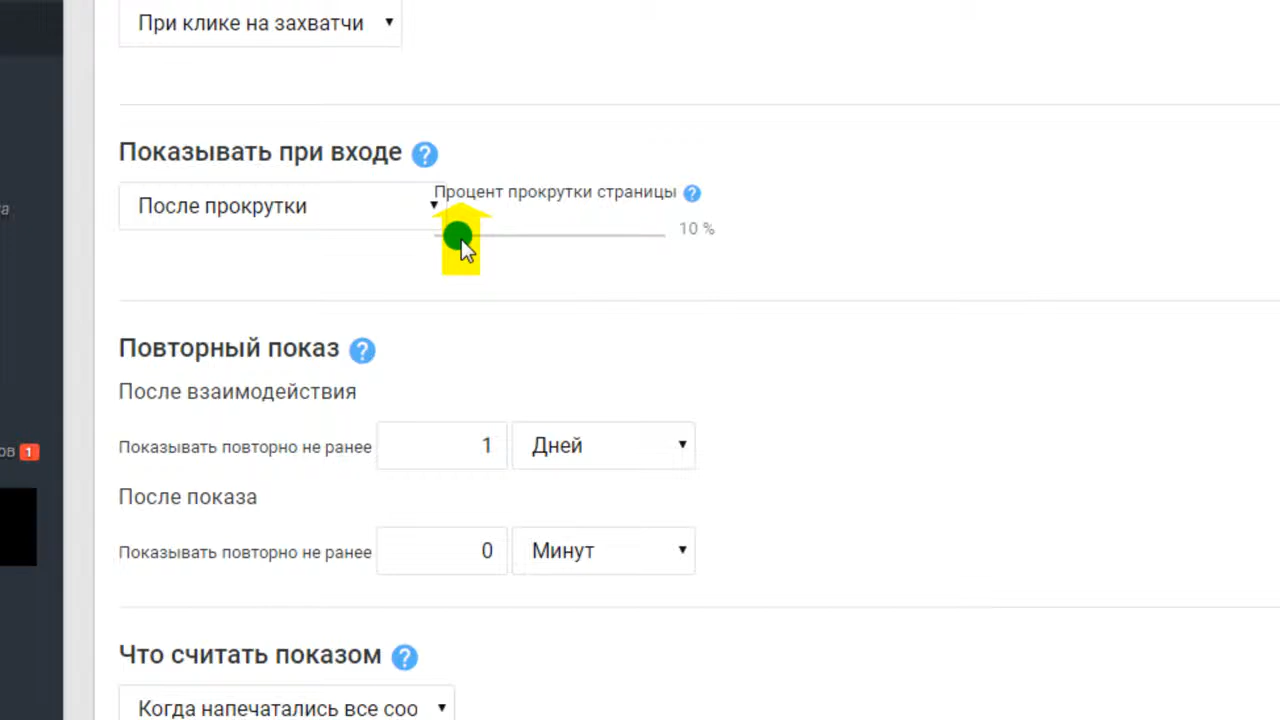 При клике на захватчи
Показывать при входе ?
После прокрутки
Процент прокрутки страницы ?
10 %
Повторный показ ?
После взаимодействия
Показывать повторно не ранее 1 Дней
ов 1
После показа
Показывать повторно не ранее 0 Минут
Что считать показом ?
Когда напечатались все соо